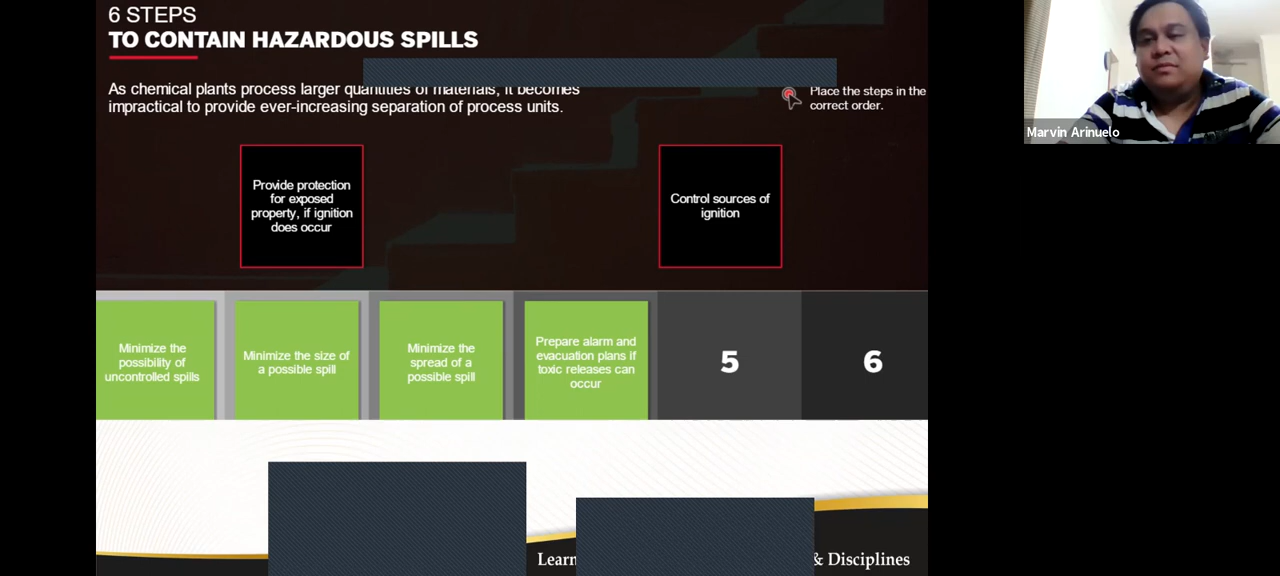 6 STEPS
TO CONTAIN HAZARDOUS SPILLS
As chemical plants process larger quantities of materials, it becomes
impractical to provide ever-increasing separation of process units.
Place the steps in the
correct order.
Provide protection
for exposed
property, if ignition
does occur
Control sources of
ignition
Minimize the
possibility of
uncontrolled spills
Minimize the size of
a possible spill
Minimize the
spread of a
possible spill
Prepare alarm and
evacuation plans if
toxic releases can
occur
5
6
Learn
& Disciplines
Marvin Arinuelo